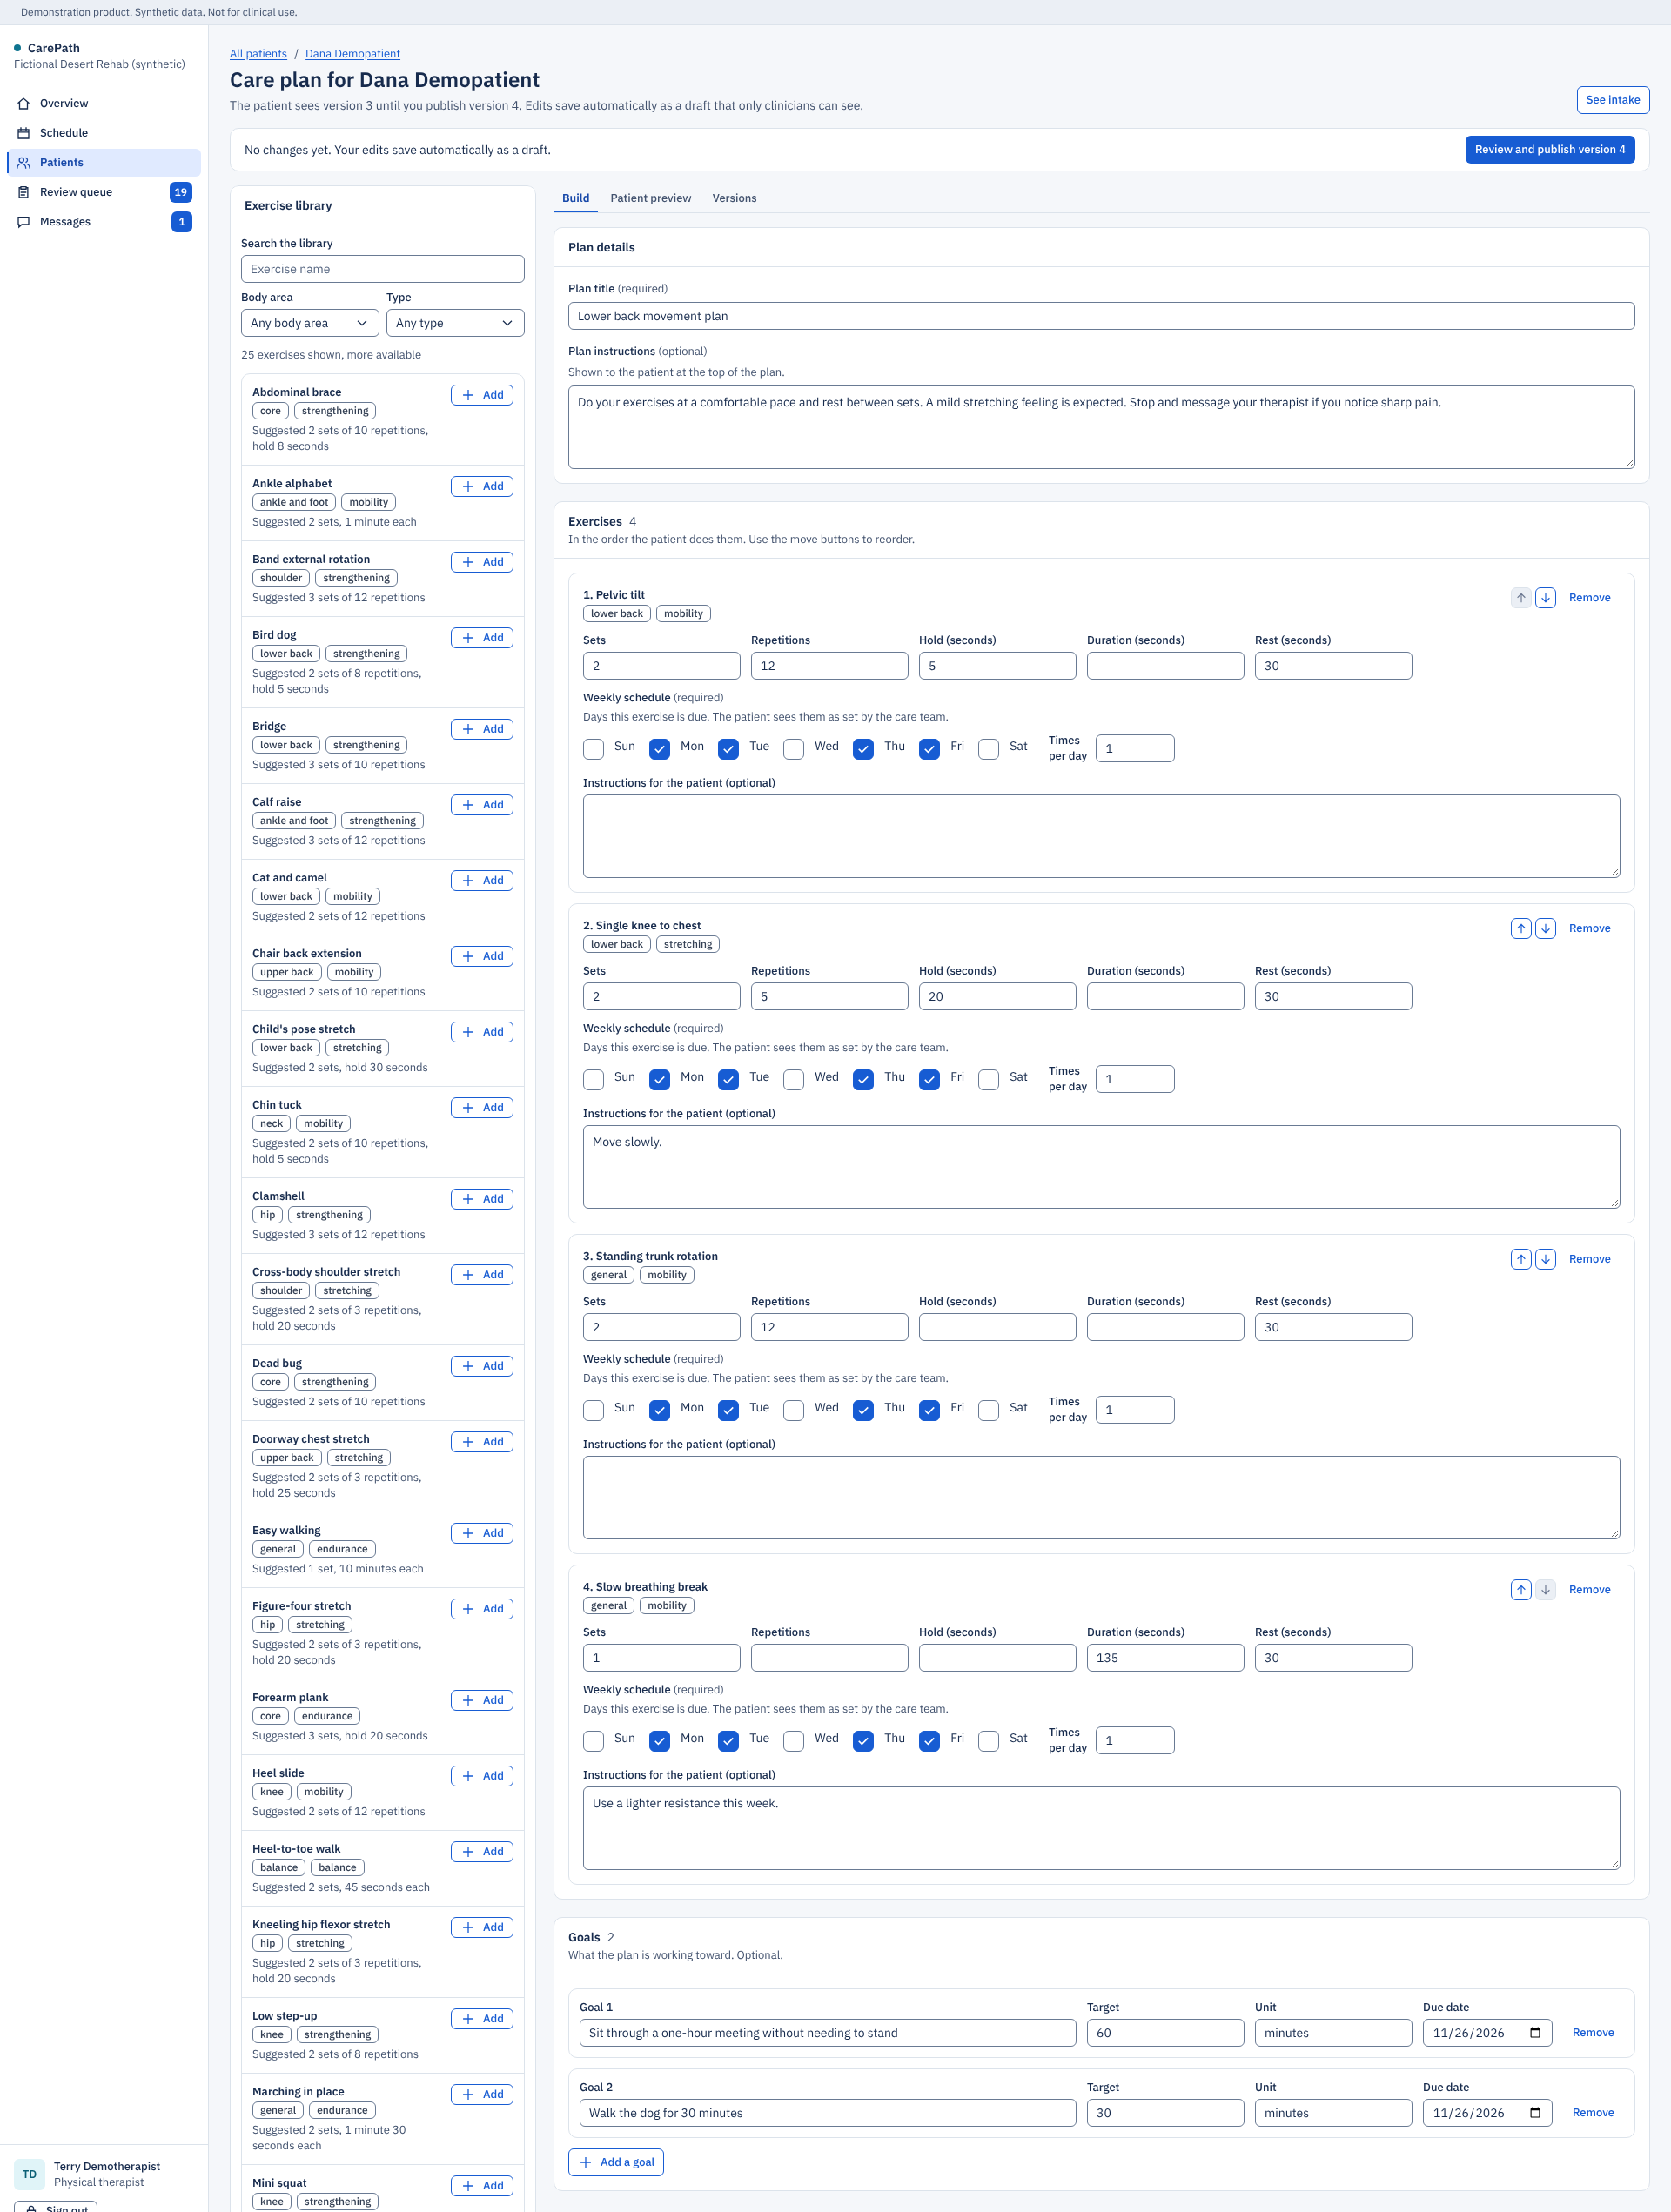 Demonstration product. Synthetic data. Not for clinical use.
CarePath
Fictional Desert Rehab (synthetic)
Overview
Schedule
Patients
Review queue 19
Messages 1
TD
Terry Demotherapist
Physical therapist
Sign out
All patients / Dana Demopatient
Care plan for Dana Demopatient
The patient sees version 3 until you publish version 4. Edits save automatically as a draft that only clinicians can see.
See intake
No changes yet. Your edits save automatically as a draft.
Review and publish version 4
Exercise library
Search the library
Exercise name
Body area Type
Any body area Any type
25 exercises shown, more available
Abdominal brace
Add
core strengthening
Suggested 2 sets of 10 repetitions,
hold 8 seconds
Ankle alphabet
Add
ankle and foot mobility
Suggested 2 sets, 1 minute each
Band external rotation
Add
shoulder strengthening
Suggested 3 sets of 12 repetitions
Bird dog
Add
lower back strengthening
Suggested 2 sets of 8 repetitions,
hold 5 seconds
Bridge
Add
lower back strengthening
Suggested 3 sets of 10 repetitions
Calf raise
Add
ankle and foot strengthening
Suggested 3 sets of 12 repetitions
Cat and camel
Add
lower back mobility
Suggested 2 sets of 12 repetitions
Chair back extension
Add
upper back mobility
Suggested 2 sets of 10 repetitions
Child's pose stretch
Add
lower back stretching
Suggested 2 sets, hold 30 seconds
Chin tuck
Add
neck mobility
Suggested 2 sets of 10 repetitions,
hold 5 seconds
Clamshell
Add
hip strengthening
Suggested 3 sets of 12 repetitions
Cross-body shoulder stretch
Add
shoulder stretching
Suggested 2 sets of 3 repetitions,
hold 20 seconds
Dead bug
Add
core strengthening
Suggested 2 sets of 10 repetitions
Doorway chest stretch
Add
upper back stretching
Suggested 2 sets of 3 repetitions,
hold 25 seconds
Easy walking
Add
general endurance
Suggested 1 set, 10 minutes each
Figure-four stretch
Add
hip stretching
Suggested 2 sets of 3 repetitions,
hold 20 seconds
Forearm plank
Add
core endurance
Suggested 3 sets, hold 20 seconds
Heel slide
Add
knee mobility
Suggested 2 sets of 12 repetitions
Heel-to-toe walk
Add
balance balance
Suggested 2 sets, 45 seconds each
Kneeling hip flexor stretch
Add
hip stretching
Suggested 2 sets of 3 repetitions,
hold 20 seconds
Low step-up
Add
knee strengthening
Suggested 2 sets of 8 repetitions
Marching in place
Add
general endurance
Suggested 2 sets, 1 minute 30
seconds each
Mini squat
Add
knee strengthening
Build Patient preview Versions
Plan details
Plan title (required)
Lower back movement plan
Plan instructions (optional)
Shown to the patient at the top of the plan.
Do your exercises at a comfortable pace and rest between sets. A mild stretching feeling is expected. Stop and message your therapist if you notice sharp pain.
Exercises 4
In the order the patient does them. Use the move buttons to reorder.
1. Pelvic tilt
Remove
lower back mobility
Sets Repetitions Hold (seconds) Duration (seconds) Rest (seconds)
2 12 5 30
Weekly schedule (required)
Days this exercise is due. The patient sees them as set by the care team.
Sun Mon Tue Wed Thu Fri Sat Times per day 1
Instructions for the patient (optional)
2. Single knee to chest
Remove
lower back stretching
Sets Repetitions Hold (seconds) Duration (seconds) Rest (seconds)
2 5 20 30
Weekly schedule (required)
Days this exercise is due. The patient sees them as set by the care team.
Sun Mon Tue Wed Thu Fri Sat Times per day 1
Instructions for the patient (optional)
Move slowly.
3. Standing trunk rotation
Remove
general mobility
Sets Repetitions Hold (seconds) Duration (seconds) Rest (seconds)
2 12 30
Weekly schedule (required)
Days this exercise is due. The patient sees them as set by the care team.
Sun Mon Tue Wed Thu Fri Sat Times per day 1
Instructions for the patient (optional)
4. Slow breathing break
Remove
general mobility
Sets Repetitions Hold (seconds) Duration (seconds) Rest (seconds)
1 135 30
Weekly schedule (required)
Days this exercise is due. The patient sees them as set by the care team.
Sun Mon Tue Wed Thu Fri Sat Times per day 1
Instructions for the patient (optional)
Use a lighter resistance this week.
Goals 2
What the plan is working toward. Optional.
Goal 1 Target Unit Due date
Sit through a one-hour meeting without needing to stand 60 minutes 11/26/2026 Remove
Goal 2 Target Unit Due date
Walk the dog for 30 minutes 30 minutes 11/26/2026 Remove
Add a goal